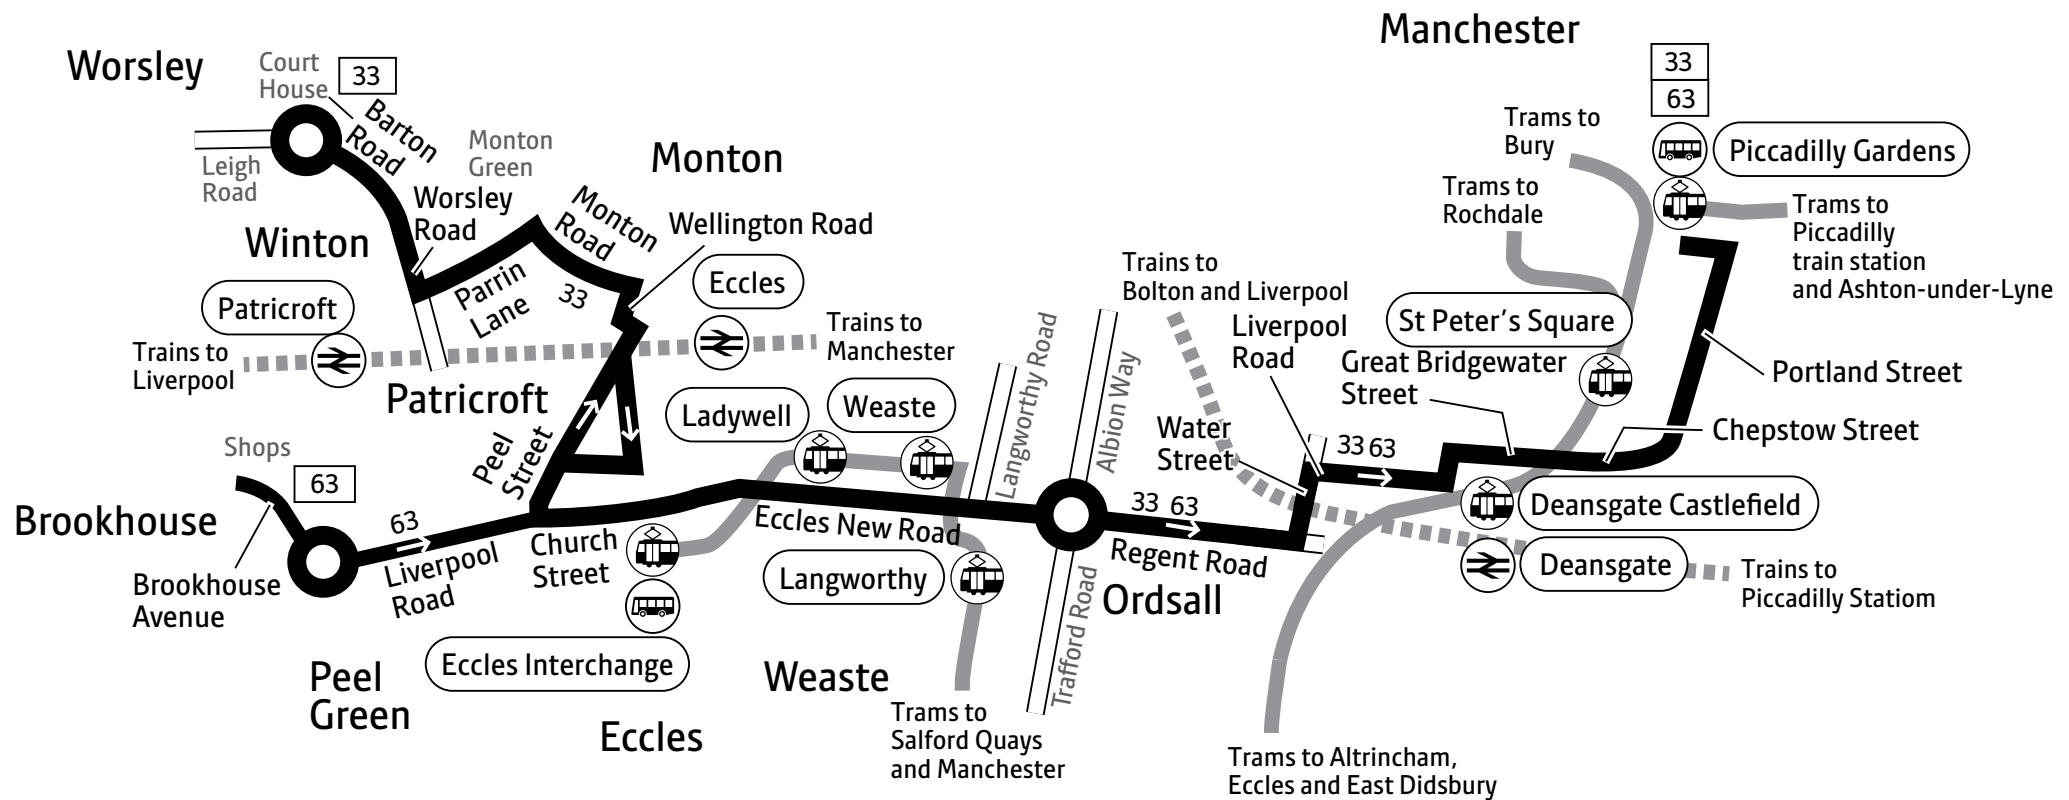 Manchester
Worsley
Court
House
33
33
63
Barton
Road
Trams to
Bury
Piccadilly Gardens
Leigh
Road
Monton
Green
Monton
Trams to
Rochdale
Trams to
Piccadilly
train station
and Ashton-under-Lyne
Worsley
Road
Monton
Road
Wellington Road
Winton
Patricroft
Parrin
Lane
33
Eccles
Trains to
Bolton and Liverpool
Trains to
Liverpool
Trains to
Manchester
Langworthy Road
Albion Way
Liverpool
Road
St Peter's Square
Great Bridgewater
Street
Portland Street
Patricroft
Ladywell
Weaste
Water
Street
33 63
Chepstow Street
Shops
63
Peel
Street
Brookhouse
63
Liverpool
Road
Church
Street
Eccles New Road
33 63
Regent Road
Deansgate Castlefield
Brookhouse
Avenue
Langworthy
Trafford Road
Ordsall
Deansgate
Trains to
Piccadilly Statiom
Peel
Green
Eccles Interchange
Weaste
Eccles
Trams to
Salford Quays
and Manchester
Trams to Altrincham,
Eccles and East Didsbury